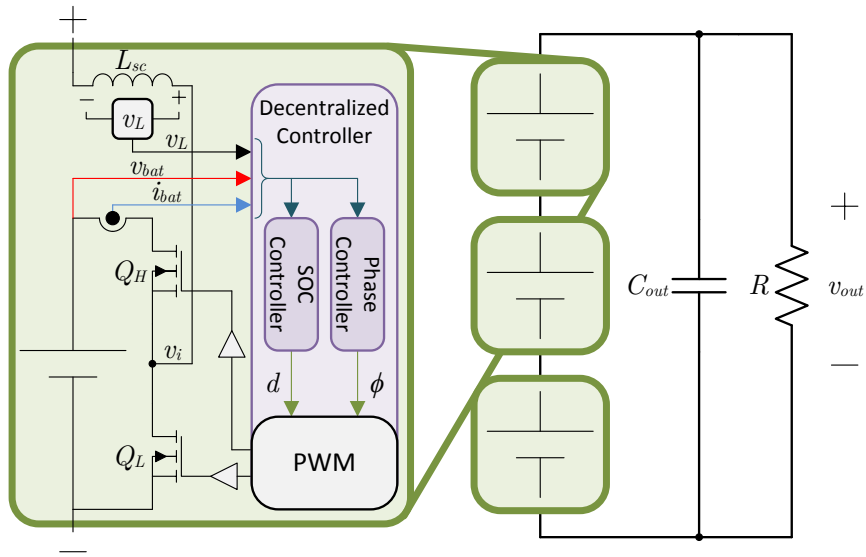 +
L_sc
− +
v_L
Decentralized
Controller
v_L
v_bat
i_bat
SOC
Controller
Phase
Controller
Q_H
v_i
d
ϕ
Q_L
PWM
—
C_out
R
+
v_out
—